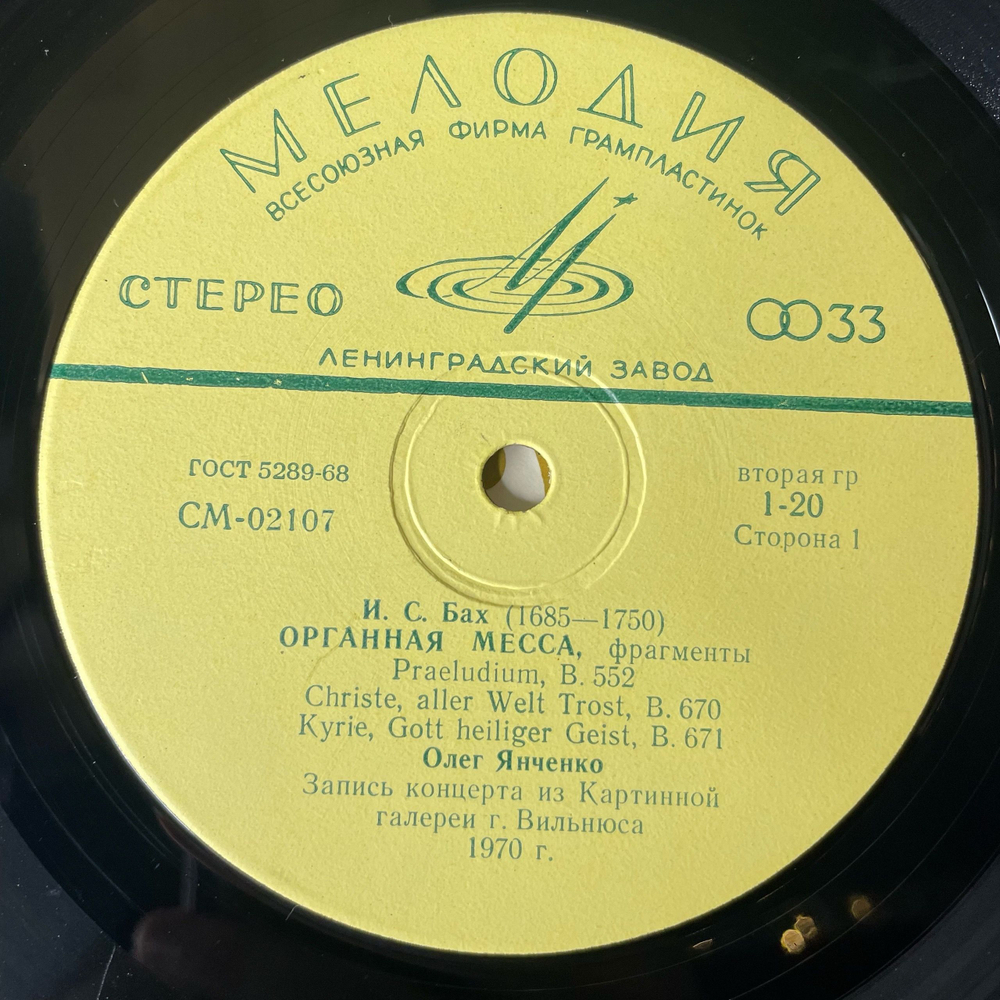 МЕЛОДИЯ
ВСЕСОЮЗНАЯ ФИРМА ГРАМПЛАСТИНОК
СТЕРЕО
33
ЛЕНИНГРАДСКИЙ ЗАВОД
ГОСТ 5289-68
СМ-02107
вторая гр
1-20
Сторона 1
И. С. Бах (1685—1750)
ОРГАННАЯ МЕССА, фрагменты
Praeludium, B. 552
Christe, aller Welt Trost, B. 670
Kyrie, Gott heiliger Geist, B. 671
Олег Янченко
Запись концерта из Картинной
галереи г. Вильнюса
1970 г.